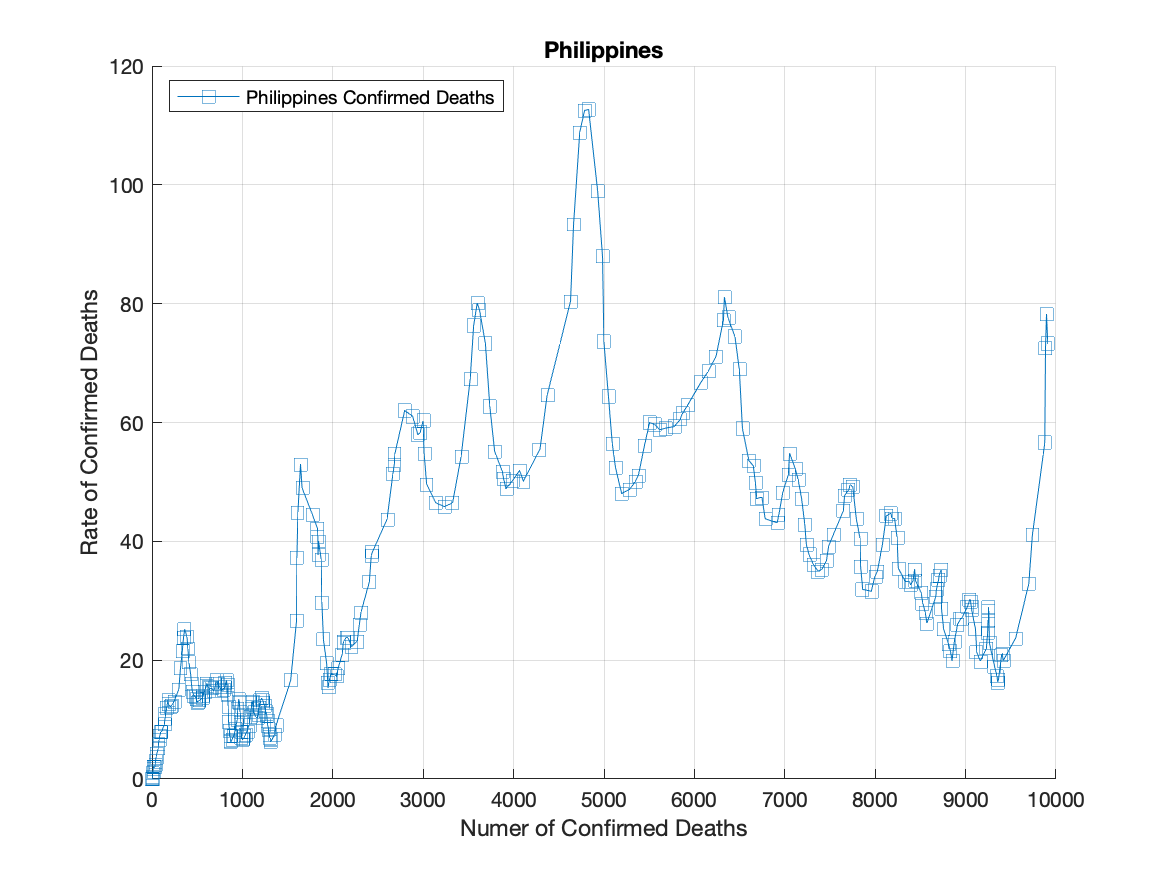 Philippines
Philippines Confirmed Deaths
Rate of Confirmed Deaths
120
100
80
60
40
20
0
0 1000 2000 3000 4000 5000 6000 7000 8000 9000 10000
Numer of Confirmed Deaths